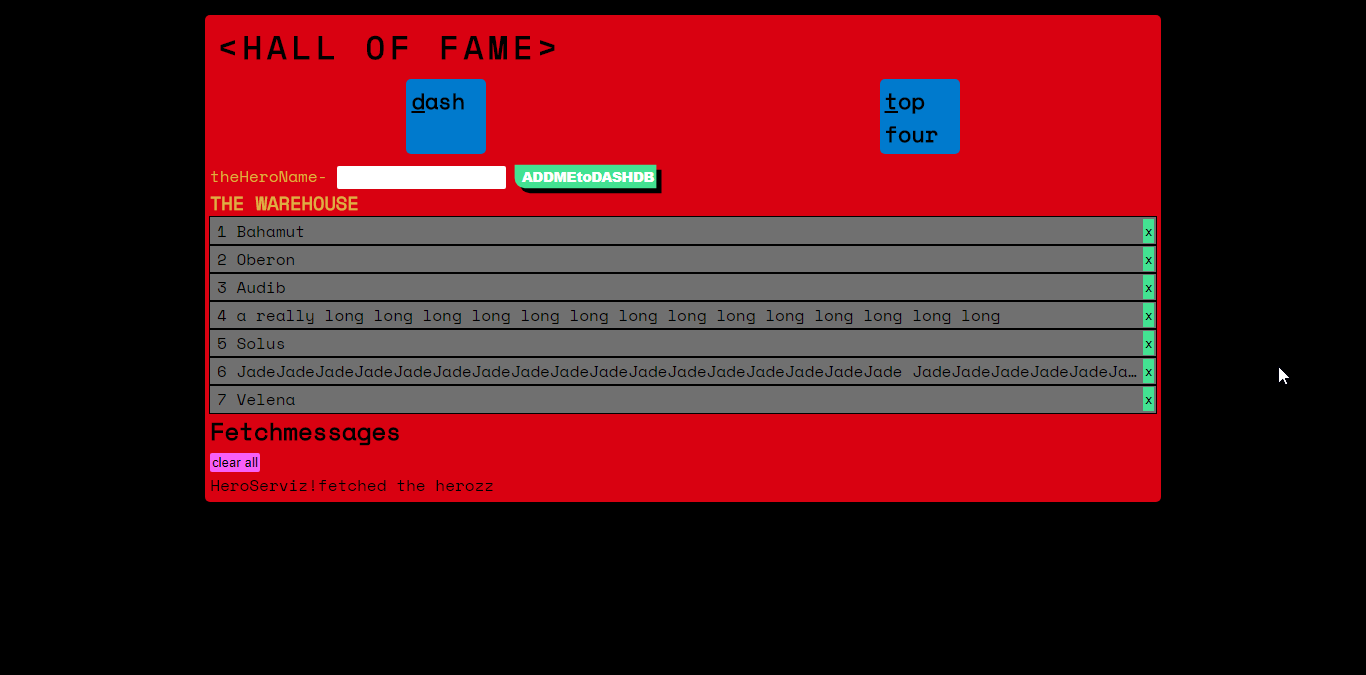 <HALL OF FAME>
dash
top
four
theHeroName-
ADDMEtoDASHDB
THE WAREHOUSE
1 Bahamut x
2 Oberon x
3 Audib x
4 a really long long long long long long long long long long long long long long x
5 Solus x
6 JadeJadeJadeJadeJadeJadeJadeJadeJadeJadeJadeJadeJadeJadeJadeJadeJade JadeJadeJadeJadeJadeJa… x
7 Velena x
Fetchmessages
clear all
HeroServiz!fetched the herozz